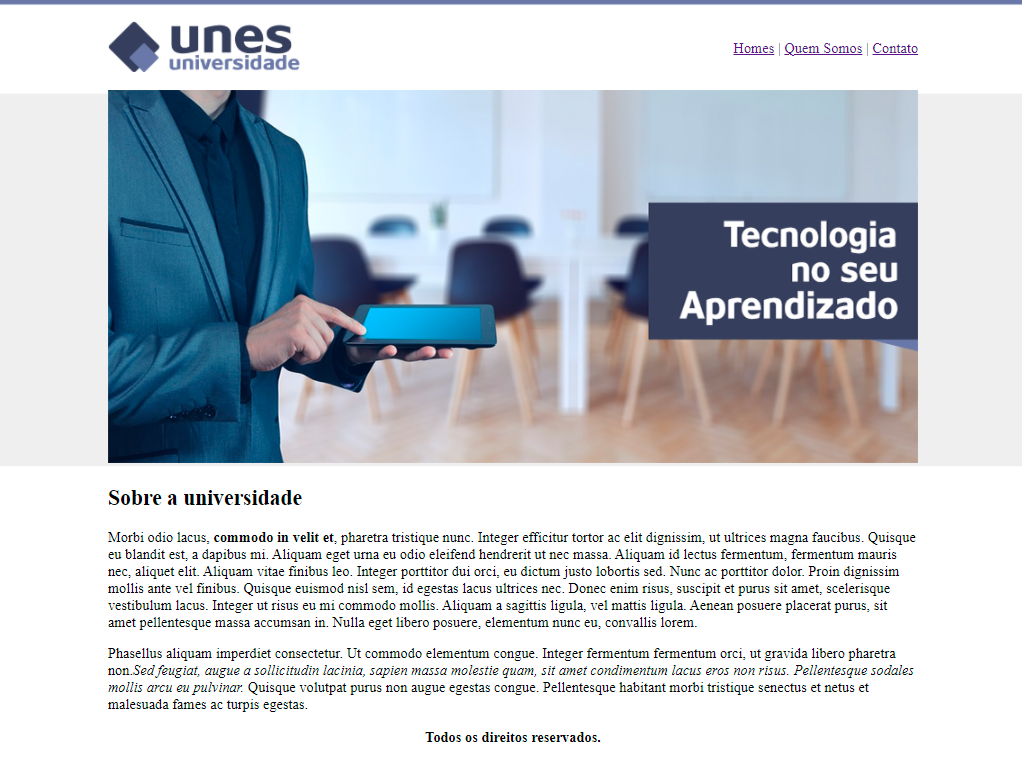 unes
universidade
Homes | Quem Somos | Contato
Tecnologia
no seu
Aprendizado
Sobre a universidade
Morbi odio lacus, commodo in velit et, pharetra tristique nunc. Integer efficitur tortor ac elit dignissim, ut ultrices magna faucibus. Quisque
eu blandit est, a dapibus mi. Aliquam eget urna eu odio eleifend hendrerit ut nec massa. Aliquam id lectus fermentum, fermentum mauris
nec, aliquet elit. Aliquam vitae finibus leo. Integer porttitor dui orci, eu dictum justo lobortis sed. Nunc ac porttitor dolor. Proin dignissim
mollis ante vel finibus. Quisque euismod nisl sem, id egestas lacus ultrices nec. Donec enim risus, suscipit et purus sit amet, scelerisque
vestibulum lacus. Integer ut risus eu mi commodo mollis. Aliquam a sagittis ligula, vel mattis ligula. Aenean posuere placerat purus, sit
amet pellentesque massa accumsan in. Nulla eget libero posuere, elementum nunc eu, convallis lorem.
Phasellus aliquam imperdiet consectetur. Ut commodo elementum congue. Integer fermentum fermentum orci, ut gravida libero pharetra
non.Sed feugiat, augue a sollicitudin lacinia, sapien massa molestie quam, sit amet condimentum lacus eros non risus. Pellentesque sodales
mollis arcu eu pulvinar. Quisque volutpat purus non augue egestas congue. Pellentesque habitant morbi tristique senectus et netus et
malesuada fames ac turpis egestas.
Todos os direitos reservados.